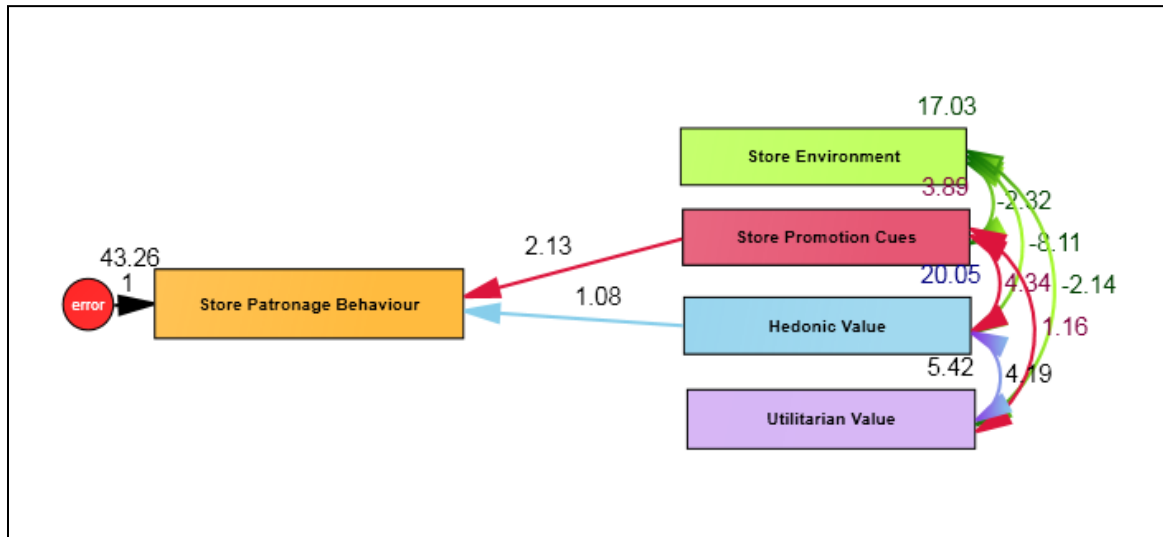 17.03
Store Environment
3.89
-2.32
Store Promotion Cues
2.13
-8.11
43.26
20.05
4.34
-2.14
1
error
Store Patronage Behaviour
1.08
Hedonic Value
1.16
5.42
4.19
Utilitarian Value